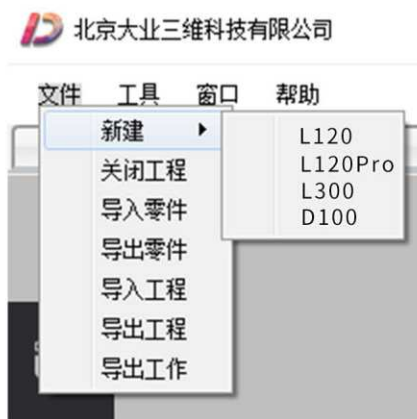 北京大业三维科技有限公司
文件 工具 窗口 帮助
新建
L120
L120Pro
L300
D100
关闭工程
导入零件
导出零件
导入工程
导出工程
导出工作